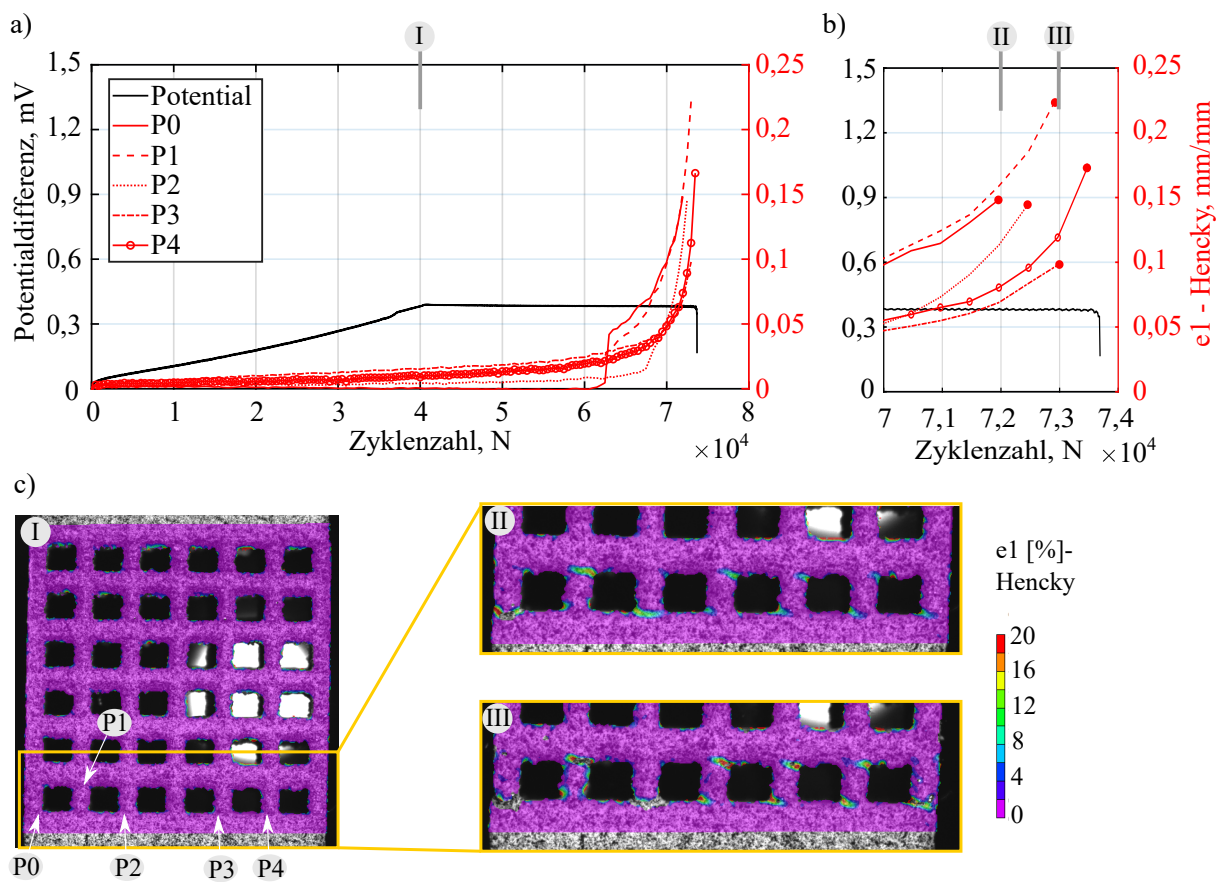 a)
I
Potentialdifferenz, mV
1,5
1,2
0,9
0,6
0,3
0
Potential
P0
P1
P2
P3
P4
0,25
0,2
0,15
0,1
0,05
0
0 1 2 3 4 5 6 7 8
Zyklenzahl, N
×10⁴
b)
II
III
1,5
1,2
0,9
0,6
0,3
0
0,25
0,2
0,15
0,1
0,05
0
e1 - Hencky, mm/mm
7 7,1 7,2 7,3 7,4
Zyklenzahl, N
×10⁴
c)
I
P1
P0
P2
P3
P4
II
III
e1 [%]-
Hencky
20
16
12
8
4
0